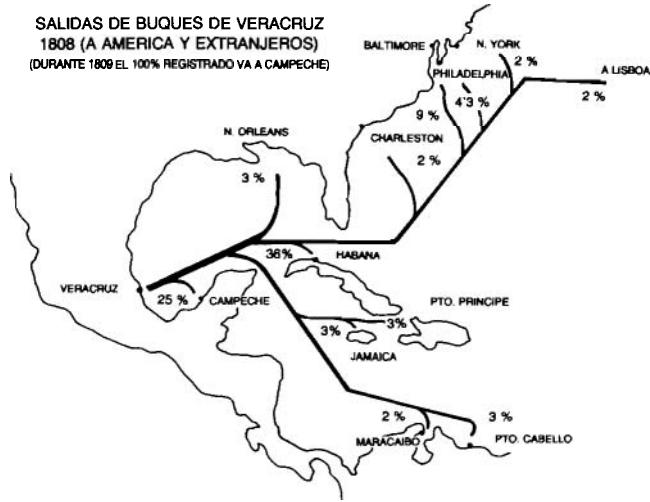 SALIDAS DE BUQUES DE VERACRUZ
1808 (A AMERICA Y EXTRANJEROS)
(DURANTE 1809 EL 100% REGISTRADO VA A CAMPECHE)
BALTIMORE
N. YORK
2 %
PHILADELPHIA
A LISBOA
4'3 %
2 %
9 %
N. ORLEANS
CHARLESTON
2 %
3 %
36%
HABANA
VERACRUZ
25 %
CAMPECHE
PTO. PRINCIPE
3%
3%
JAMAICA
2 %
3 %
MARACAIBO
PTO. CABELLO